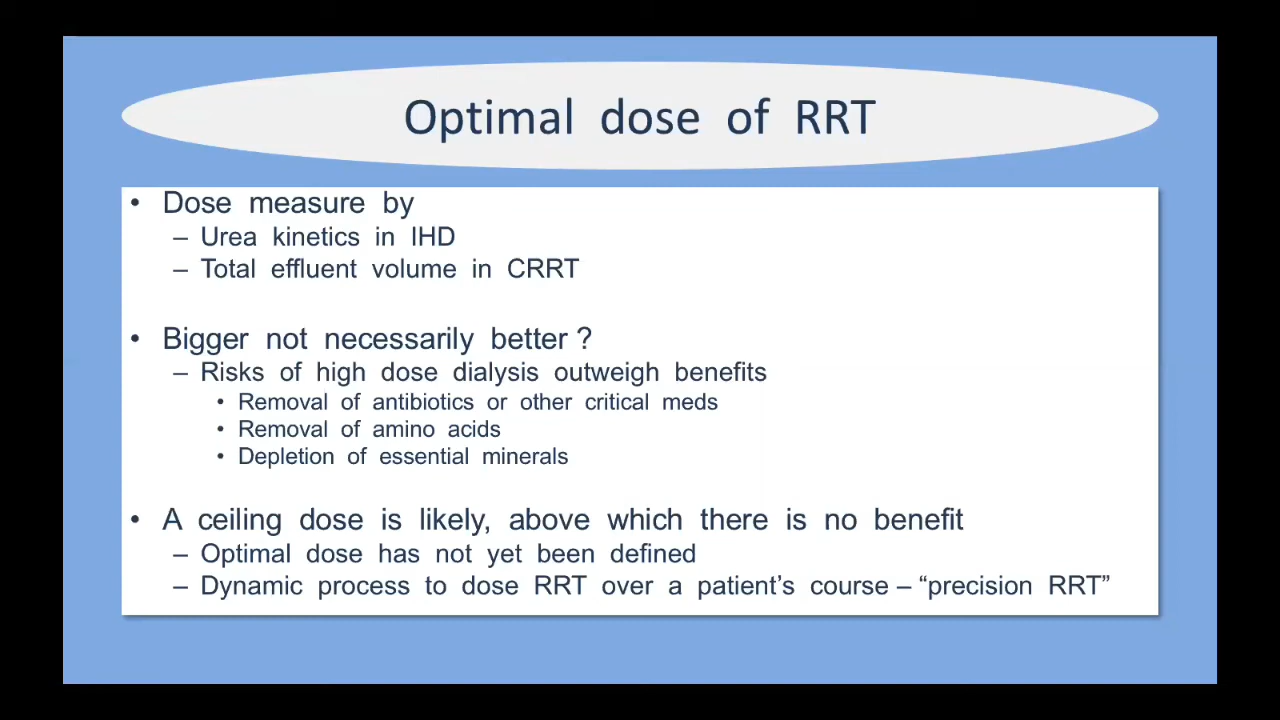 Optimal dose of RRT
• Dose measure by
– Urea kinetics in IHD
– Total effluent volume in CRRT
• Bigger not necessarily better ?
– Risks of high dose dialysis outweigh benefits
• Removal of antibiotics or other critical meds
• Removal of amino acids
• Depletion of essential minerals
• A ceiling dose is likely, above which there is no benefit
– Optimal dose has not yet been defined
– Dynamic process to dose RRT over a patient’s course – “precision RRT”